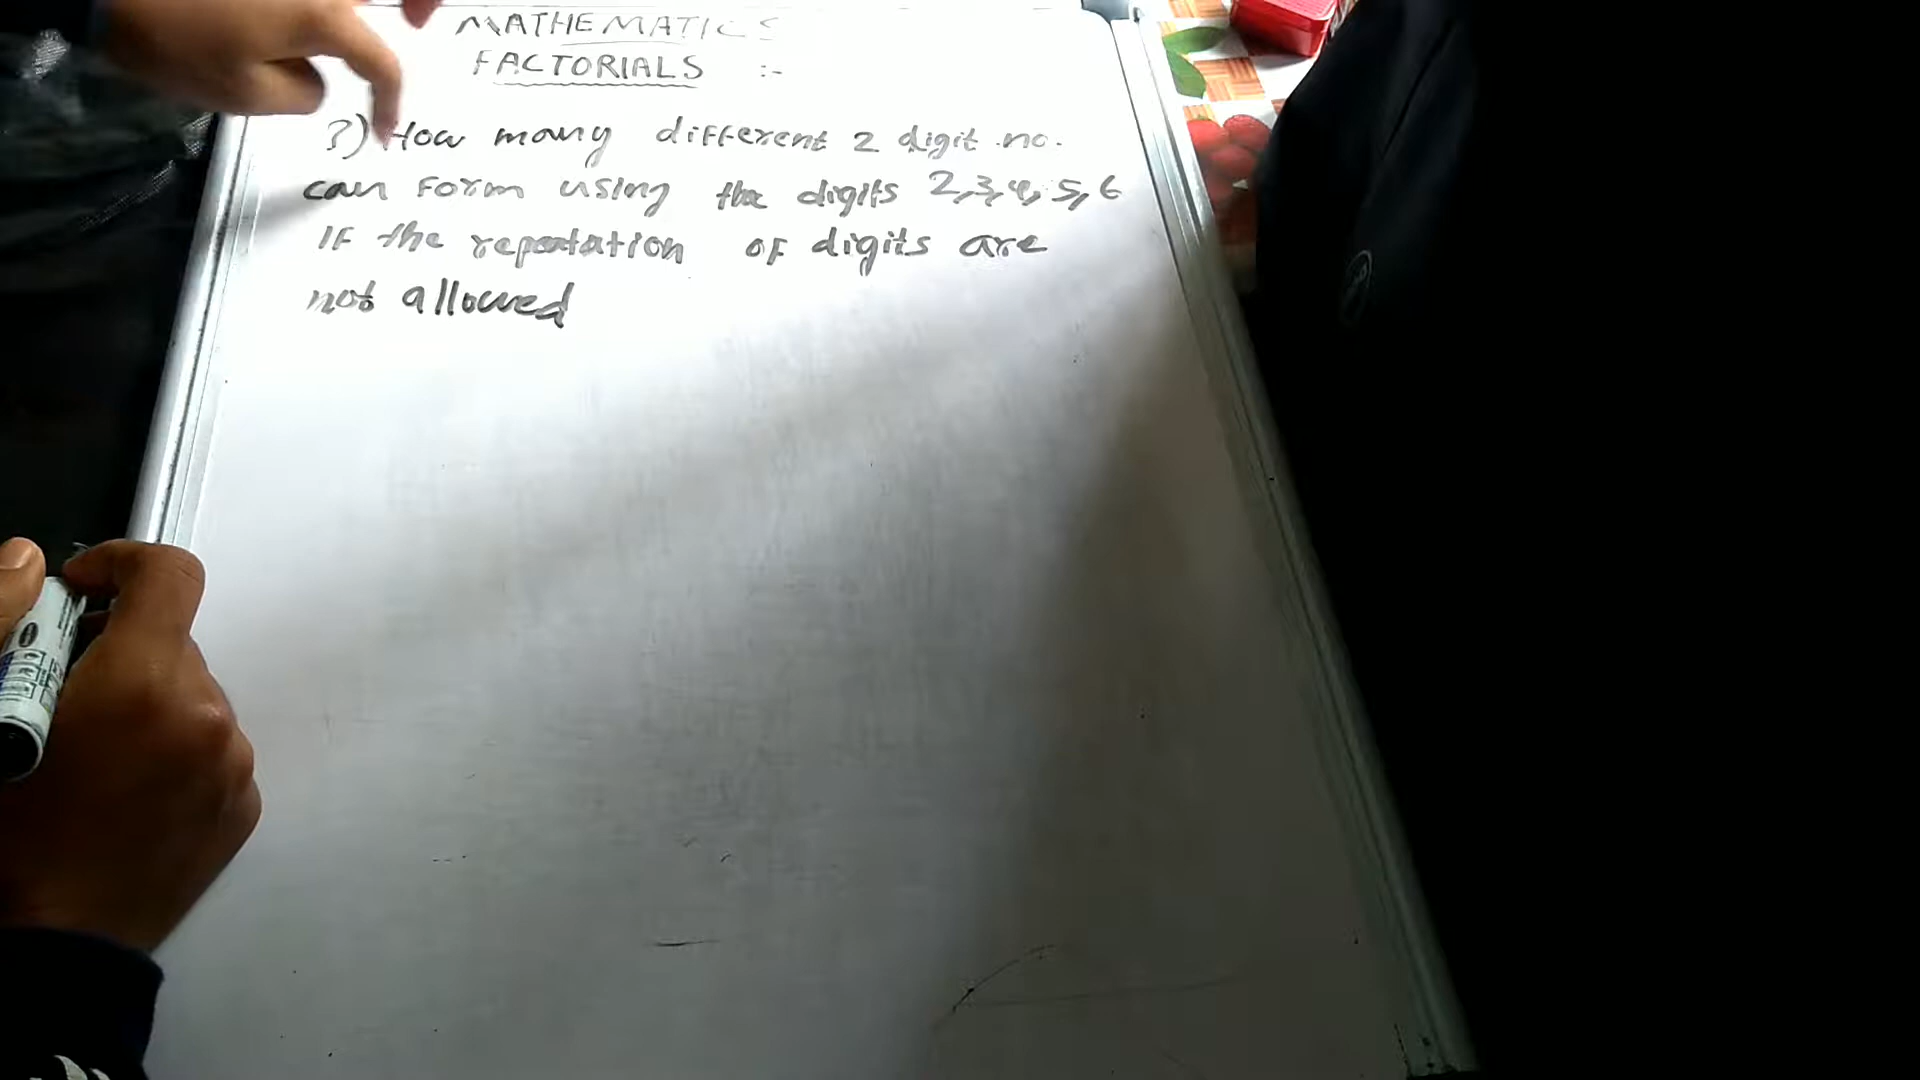 MATHEMATICS
FACTORIALS :-
?) How many different 2 digit no.
can form using the digits 2,3,4,5,6
IF the repeatation of digits are
not allowed